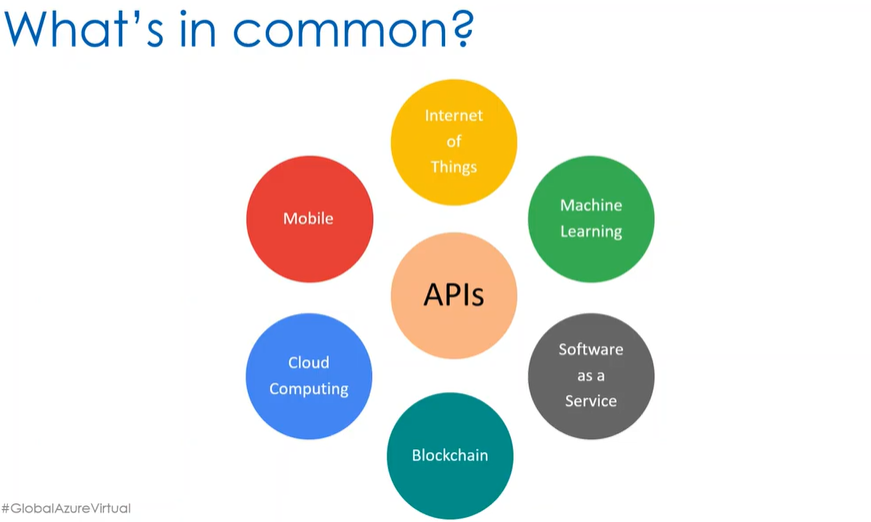 What's in common?
Internet
of
Things
Mobile
Machine
Learning
APIs
Cloud
Computing
Software
as a
Service
Blockchain
#GlobalAzureVirtual